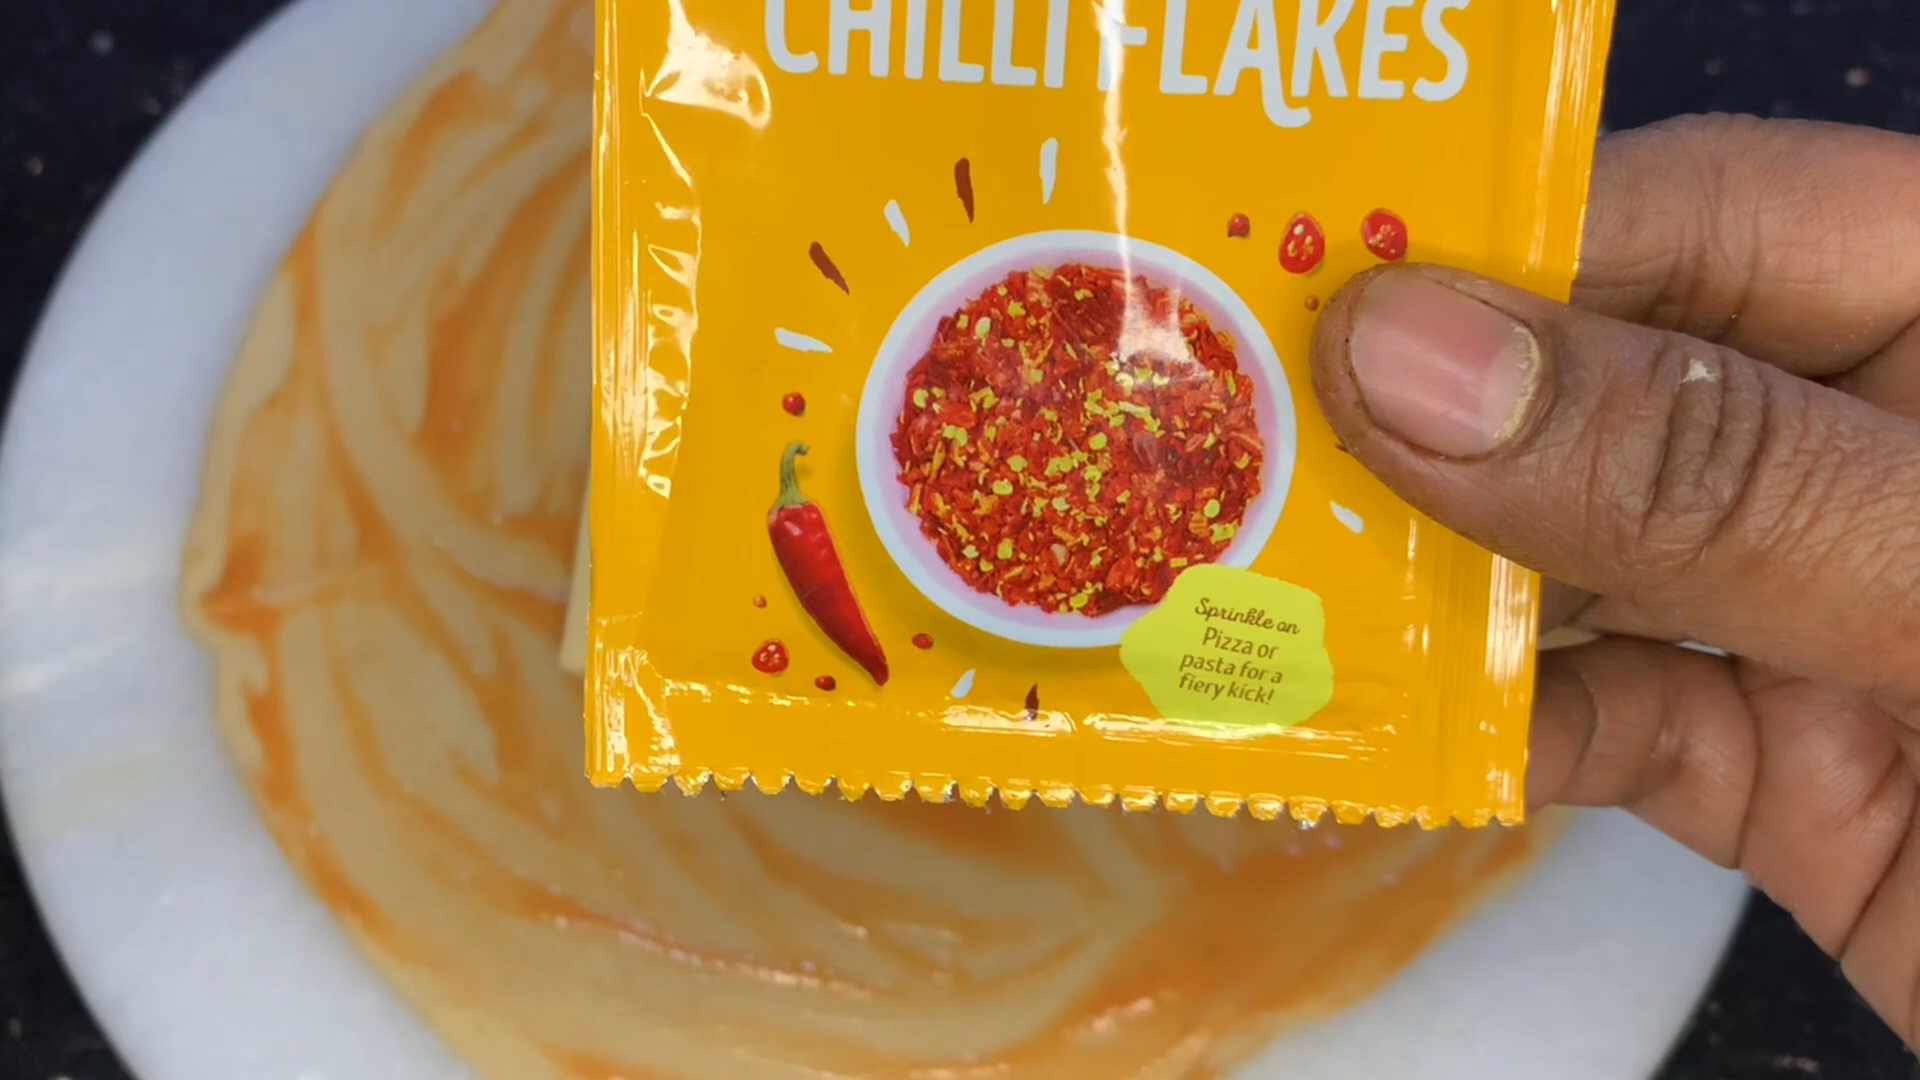 CHILLI FLAKES
Sprinkle on
Pizza or
pasta for a
fiery kick!